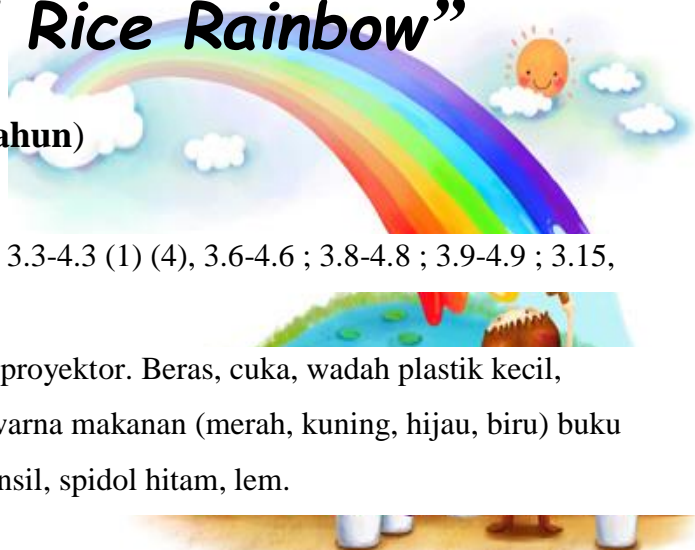 Rice Rainbow”
ahun)
3.3-4.3 (1) (4), 3.6-4.6 ; 3.8-4.8 ; 3.9-4.9 ; 3.15,
proyektor. Beras, cuka, wadah plastik kecil,
warna makanan (merah, kuning, hijau, biru) buku
nsil, spidol hitam, lem.